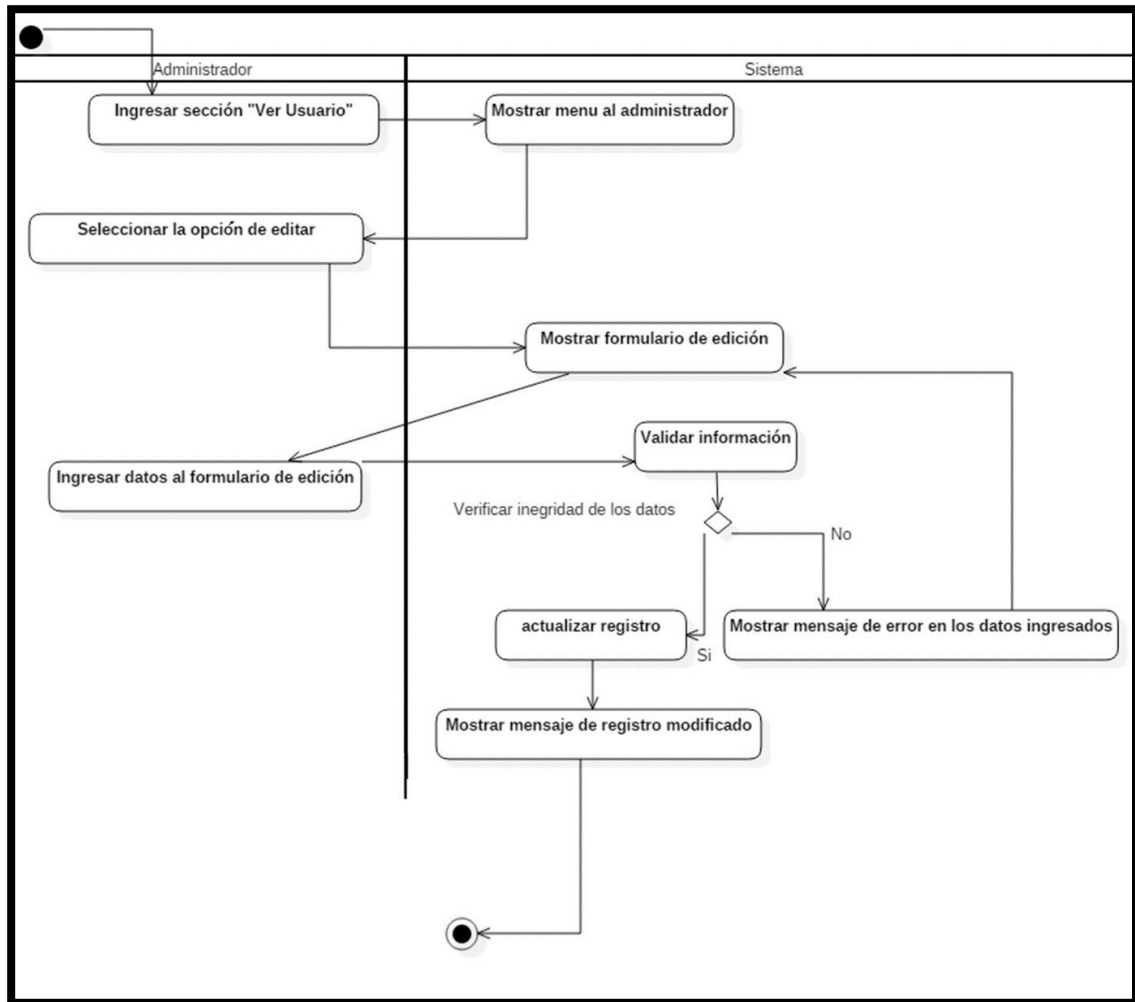 Administrador
Sistema
Ingresar sección "Ver Usuario"
Mostrar menu al administrador
Seleccionar la opción de editar
Mostrar formulario de edición
Validar información
Ingresar datos al formulario de edición
Verificar inegridad de los datos
No
actualizar registro
Mostrar mensaje de error en los datos ingresados
Si
Mostrar mensaje de registro modificado